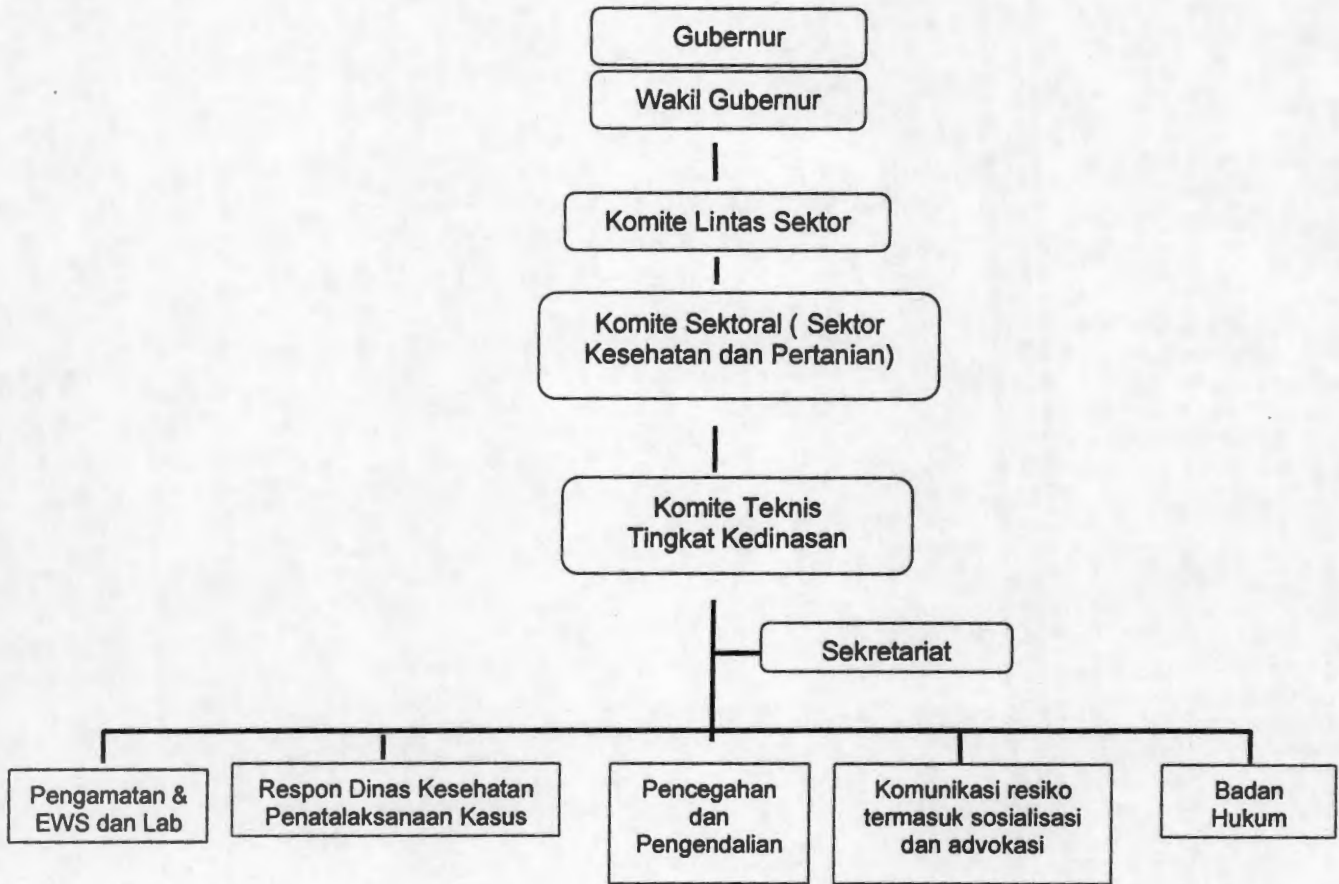 Gubernur
Wakil Gubernur
Komite Lintas Sektor
Komite Sektoral ( Sektor
Kesehatan dan Pertanian)
Komite Teknis
Tingkat Kedinasan
Sekretariat
Pengamatan &
EWS dan Lab
Respon Dinas Kesehatan
Penatalaksanaan Kasus
Pencegahan
dan
Pengendalian
Komunikasi resiko
termasuk sosialisasi
dan advokasi
Badan
Hukum